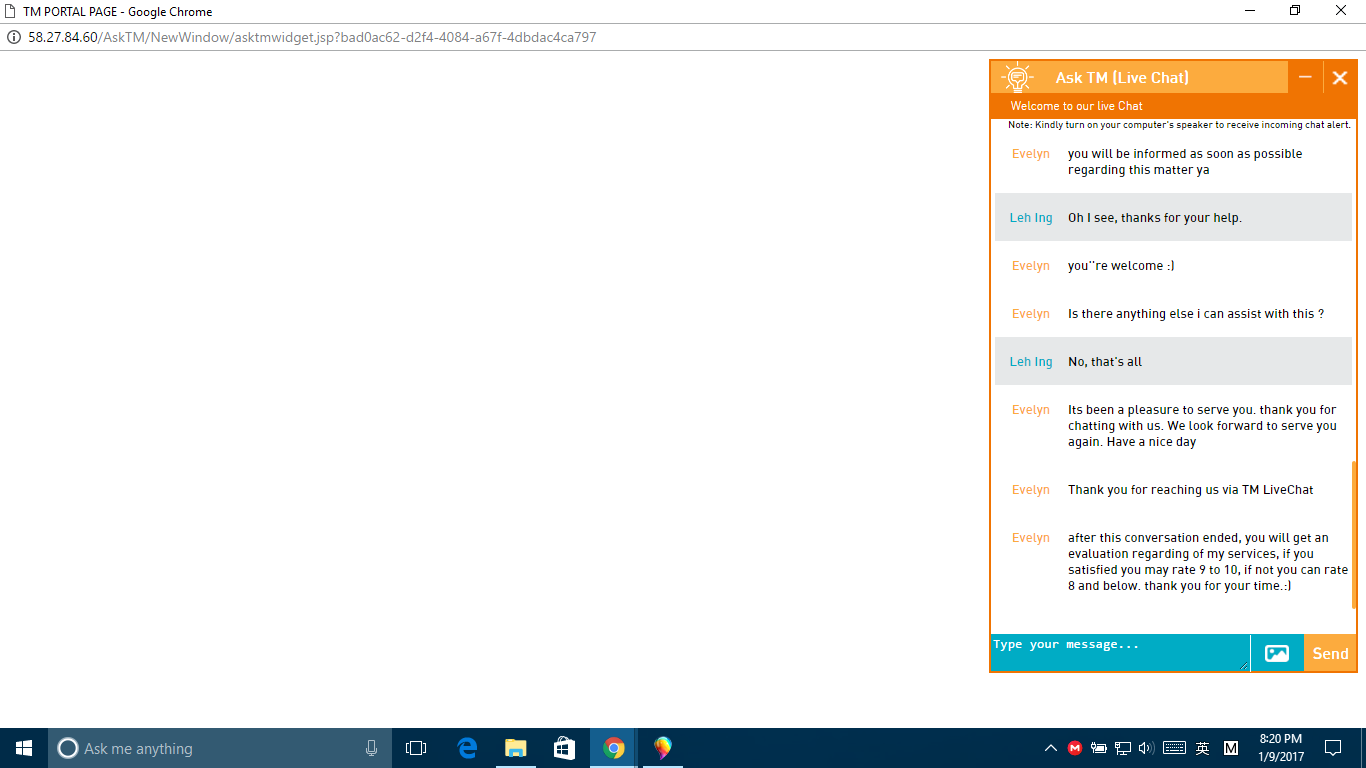 TM PORTAL PAGE - Google Chrome
58.27.84.60/AskTM/NewWindow/asktmwidget.jsp?bad0ac62-d2f4-4084-a67f-4dbdac4ca797
Ask TM (Live Chat)
Welcome to our live Chat
Note: Kindly turn on your computer's speaker to receive incoming chat alert.
Evelyn you will be informed as soon as possible
regarding this matter ya
Leh Ing Oh I see, thanks for your help.
Evelyn you''re welcome :)
Evelyn Is there anything else i can assist with this ?
Leh Ing No, that's all
Evelyn Its been a pleasure to serve you. thank you for
chatting with us. We look forward to serve you
again. Have a nice day
Evelyn Thank you for reaching us via TM LiveChat
Evelyn after this conversation ended, you will get an
evaluation regarding of my services, if you
satisfied you may rate 9 to 10, if not you can rate
8 and below. thank you for your time.:)
Type your message...
Send
Ask me anything
英
M
8:20 PM
1/9/2017